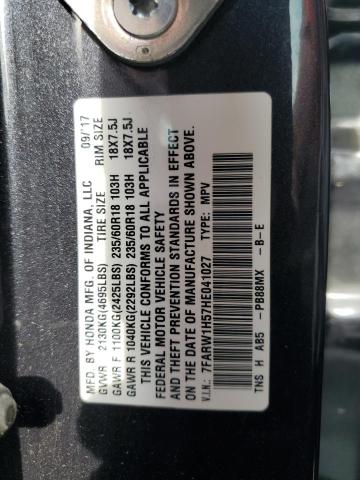 MFD. BY HONDA MFG. OF INDIANA, LLC 09/'17
GVWR 2130KG(4695LBS) TIRE SIZE RIM SIZE
GAWR F 1100KG(2425LBS) 235/60R18 103H 18X7.5J
GAWR R 1040KG(2292LBS) 235/60R18 103H 18X7.5J
THIS VEHICLE CONFORMS TO ALL APPLICABLE
FEDERAL MOTOR VEHICLE SAFETY
AND THEFT PREVENTION STANDARDS IN EFFECT
ON THE DATE OF MANUFACTURE SHOWN ABOVE.
V.I.N.: 7FARW1H57HE041027 TYPE: MPV
TNS H AB5 -PB88MX -B-E